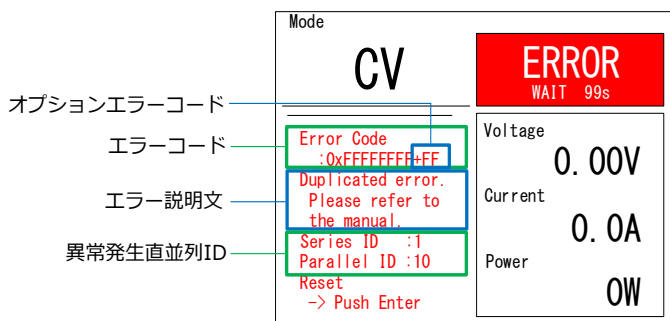 オプションエラーコード
エラーコード
エラー説明文
異常発生直並列ID
Mode
CV
ERROR
WAIT 99s
Error Code
:0xFFFFFFFF+FF
Duplicated error.
Please refer to
the manual.
Series ID :1
Parallel ID :10
Reset
-> Push Enter
Voltage
0.00V
Current
0.0A
Power
0W